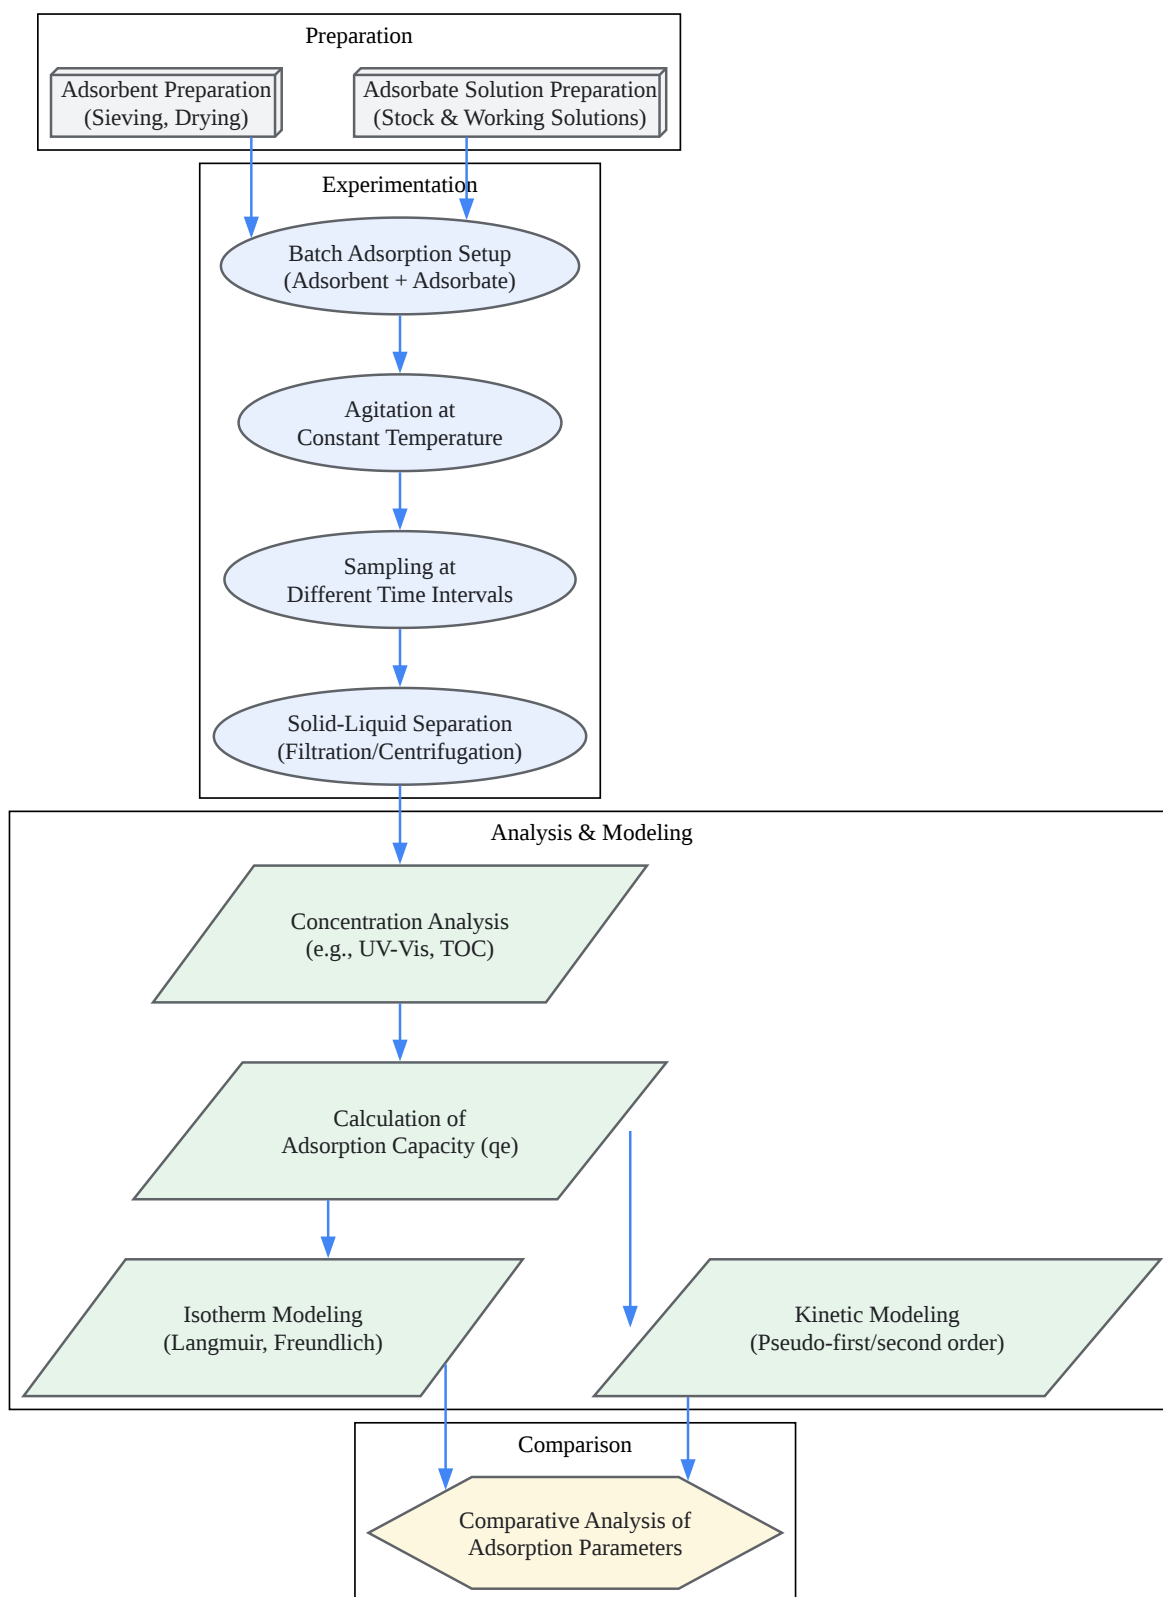 Preparation
Adsorbent Preparation
(Sieving, Drying)
Adsorbate Solution Preparation
(Stock & Working Solutions)
Experimentation
Batch Adsorption Setup
(Adsorbent + Adsorbate)
Agitation at
Constant Temperature
Sampling at
Different Time Intervals
Solid-Liquid Separation
(Filtration/Centrifugation)
Analysis & Modeling
Concentration Analysis
(e.g., UV-Vis, TOC)
Calculation of
Adsorption Capacity (qe)
Isotherm Modeling
(Langmuir, Freundlich)
Kinetic Modeling
(Pseudo-first/second order)
Comparison
Comparative Analysis of
Adsorption Parameters